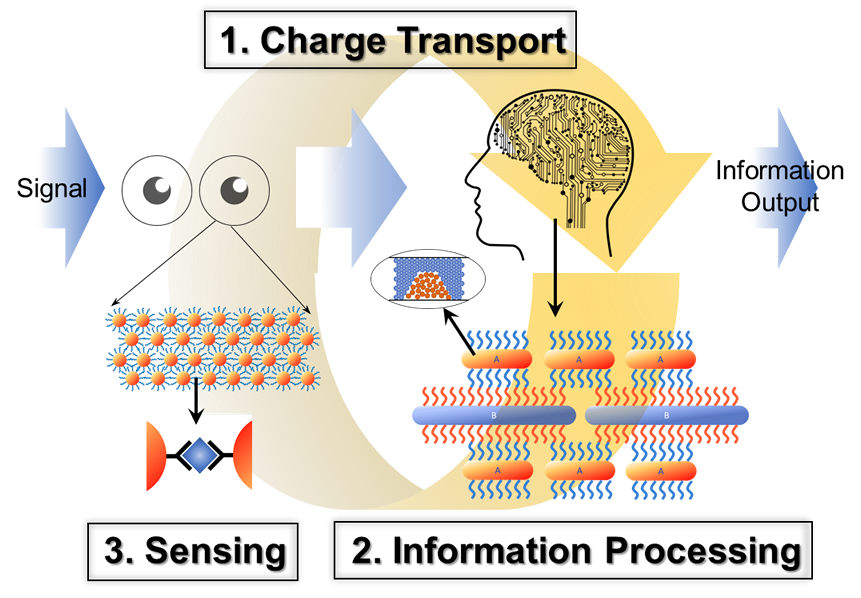 1. Charge Transport
Signal
Information
Output
A
A
A
B
B
A
A
A
3. Sensing
2. Information Processing